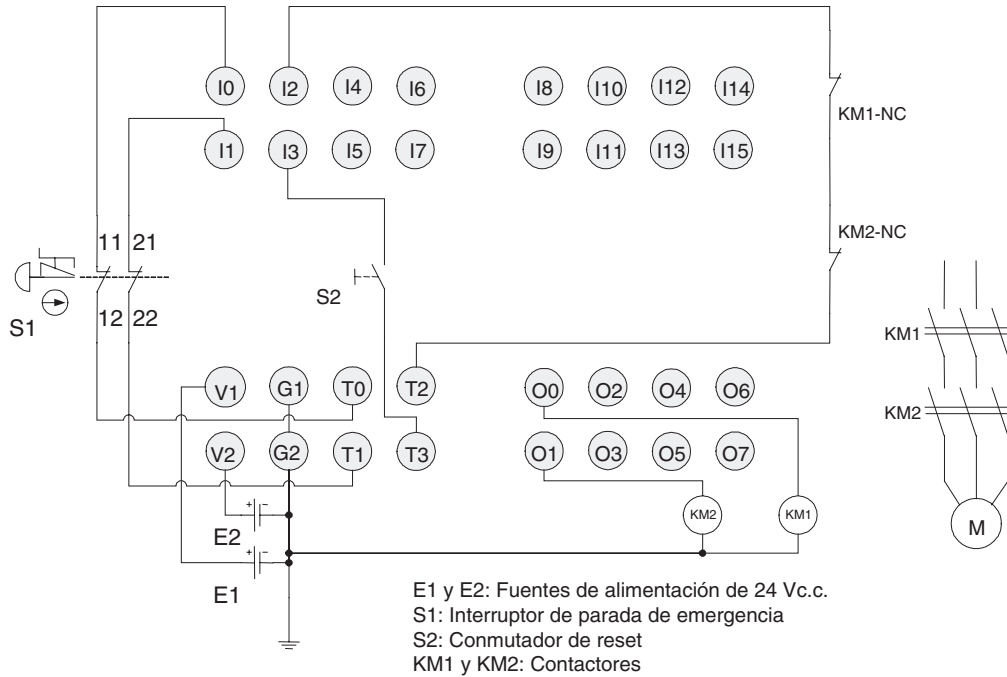 I0 I2 I4 I6 I8 I10 I12 I14
KM1-NC
I1 I3 I5 I7 I9 I11 I13 I15
KM2-NC
11 21
S2
S1
12 22
KM1
V1 G1 T0 T2 O0 O2 O4 O6
KM2
V2 G2 T1 T3 O1 O3 O5 O7
+ −
KM2 KM1
M
E2
+ −
E1
E1 y E2: Fuentes de alimentación de 24 Vc.c.
S1: Interruptor de parada de emergencia
S2: Conmutador de reset
KM1 y KM2: Contactores